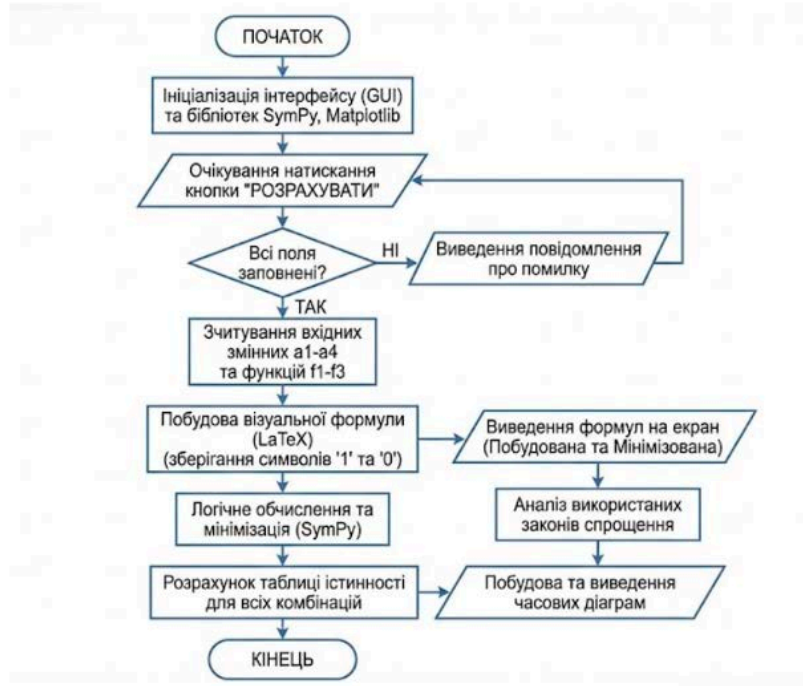 ПОЧАТОК
Ініціалізація інтерфейсу (GUI)
та бібліотек SymPy, Matplotlib
Очікування натискання
кнопки "РОЗРАХУВАТИ"
Всі поля
заповнені?
НІ
Виведення повідомлення
про помилку
ТАК
Зчитування вхідних
змінних a1-a4
та функцій f1-f3
Побудова візуальної формули
(LaTeX)
(зберігання символів '1' та '0')
Виведення формул на екран
(Побудована та Мінімізована)
Логічне обчислення та
мінімізація (SymPy)
Аналіз використаних
законів спрощення
Розрахунок таблиці істинності
для всіх комбінацій
Побудова та виведення
часових діаграм
КІНЕЦЬ